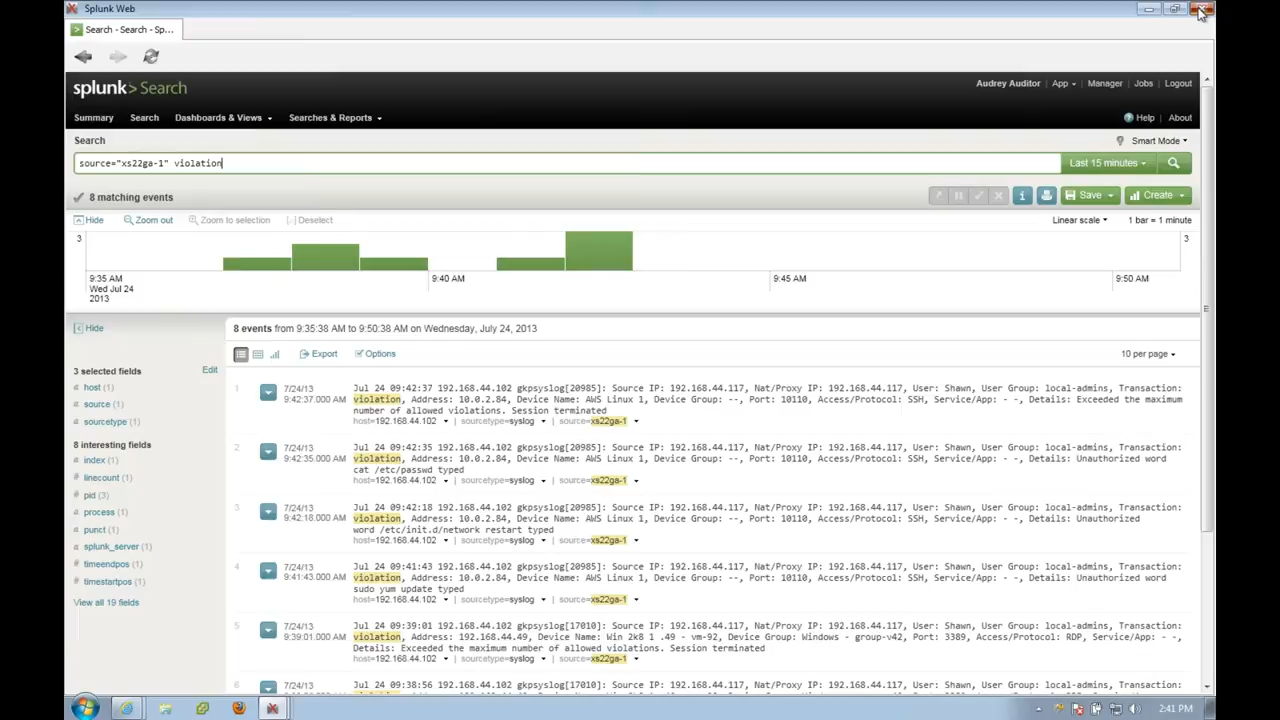 Splunk Web
Search - Search - Sp...
splunk> Search
Audrey Auditor | App | Manager | Jobs | Logout
Summary Search Dashboards & Views Searches & Reports
Help | About
Search
Smart Mode
source="xs22ga-1" violation
Last 15 minutes
8 matching events
Save Create
Hide Zoom out Zoom to selection Deselect
Linear scale 1 bar = 1 minute
3 3
9:35 AM 9:40 AM 9:45 AM 9:50 AM
Wed Jul 24
2013
Hide
8 events from 9:35:38 AM to 9:50:38 AM on Wednesday, July 24, 2013
Export Options
10 per page
3 selected fields Edit
a host (1)
a source (1)
a sourcetype (1)
8 interesting fields
a index (1)
# linecount (1)
# pid (3)
a process (1)
a punct (1)
a splunk_server (1)
# timeendpos (1)
# timestartpos (1)
View all 19 fields
1 7/24/13 9:42:37.000 AM
Jul 24 09:42:37 192.168.44.102 gkpsyslog[20985]: Source IP: 192.168.44.117, Nat/Proxy IP: 192.168.44.117, User: Shawn, User Group: local-admins, Transaction:
violation, Address: 10.0.2.84, Device Name: AWS Linux 1, Device Group: --, Port: 10110, Access/Protocol: SSH, Service/App: - -, Details: Exceeded the maximum
number of allowed violations. Session terminated
host=192.168.44.102 | sourcetype=syslog | source=xs22ga-1
2 7/24/13 9:42:35.000 AM
Jul 24 09:42:35 192.168.44.102 gkpsyslog[20985]: Source IP: 192.168.44.117, Nat/Proxy IP: 192.168.44.117, User: Shawn, User Group: local-admins, Transaction:
violation, Address: 10.0.2.84, Device Name: AWS Linux 1, Device Group: --, Port: 10110, Access/Protocol: SSH, Service/App: - -, Details: Unauthorized word
cat /etc/passwd typed
host=192.168.44.102 | sourcetype=syslog | source=xs22ga-1
3 7/24/13 9:42:18.000 AM
Jul 24 09:42:18 192.168.44.102 gkpsyslog[20985]: Source IP: 192.168.44.117, Nat/Proxy IP: 192.168.44.117, User: Shawn, User Group: local-admins, Transaction:
violation, Address: 10.0.2.84, Device Name: AWS Linux 1, Device Group: --, Port: 10110, Access/Protocol: SSH, Service/App: - -, Details: Unauthorized
word /etc/init.d/network restart typed
host=192.168.44.102 | sourcetype=syslog | source=xs22ga-1
4 7/24/13 9:41:43.000 AM
Jul 24 09:41:43 192.168.44.102 gkpsyslog[20985]: Source IP: 192.168.44.117, Nat/Proxy IP: 192.168.44.117, User: Shawn, User Group: local-admins, Transaction:
violation, Address: 10.0.2.84, Device Name: AWS Linux 1, Device Group: --, Port: 10110, Access/Protocol: SSH, Service/App: - -, Details: Unauthorized word
sudo yum update typed
host=192.168.44.102 | sourcetype=syslog | source=xs22ga-1
5 7/24/13 9:39:01.000 AM
Jul 24 09:39:01 192.168.44.102 gkpsyslog[17010]: Source IP: 192.168.44.117, Nat/Proxy IP: 192.168.44.117, User: Shawn, User Group: local-admins, Transaction:
violation, Address: 192.168.44.49, Device Name: Win 2k8 1 .49 - vm-92, Device Group: Windows - group-v42, Port: 3389, Access/Protocol: RDP, Service/App: - -,
Details: Exceeded the maximum number of allowed violations. Session terminated
host=192.168.44.102 | sourcetype=syslog | source=xs22ga-1
6 7/24/13
Jul 24 09:38:56 192.168.44.102 gkpsyslog[17010]: Source IP: 192.168.44.117, Nat/Proxy IP: 192.168.44.117, User: Shawn, User Group: local-admins, Transaction:
2:41 PM